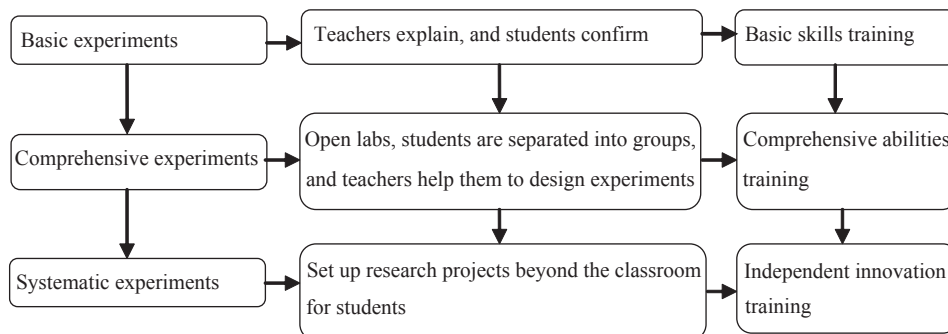 Basic experiments
Teachers explain, and students confirm
Basic skills training
Comprehensive experiments
Open labs, students are separated into groups,
and teachers help them to design experiments
Comprehensive abilities
training
Systematic experiments
Set up research projects beyond the classroom
for students
Independent innovation
training